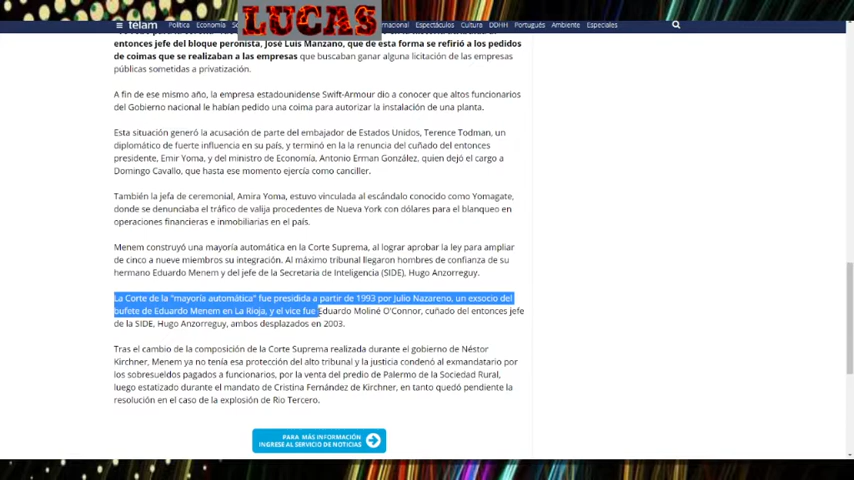 LUCAS
telam
Política Economía
nacional Espectáculos Cultura DDHH Portugués Ambiente Especiales
entonces jefe del bloque peronista, José Luis Manzano, que de esta forma se refirió a los pedidos
de coimas que se realizaban a las empresas que buscaban ganar alguna licitación de las empresas
públicas sometidas a privatización.
A fin de ese mismo año, la empresa estadounidense Swift-Armour dio a conocer que altos funcionarios
del Gobierno nacional le habían pedido una coima para autorizar la instalación de una planta.
Esta situación generó la acusación de parte del embajador de Estados Unidos, Terence Todman, un
diplomático de fuerte influencia en su país, y terminó en la la renuncia del cuñado del entonces
presidente, Emir Yoma, y del ministro de Economía, Antonio Erman González, quien dejó el cargo a
Domingo Cavallo, que hasta ese momento ejercía como canciller.
También la jefa de ceremonial, Amira Yoma, estuvo vinculada al escándalo conocido como Yomagate,
donde se denunciaba el tráfico de valija procedentes de Nueva York con dólares para el blanqueo en
operaciones financieras e inmobiliarias en el país.
Menem construyó una mayoría automática en la Corte Suprema, al lograr aprobar la ley para ampliar
de cinco a nueve miembros su integración. Al máximo tribunal llegaron hombres de confianza de su
hermano Eduardo Menem y del jefe de la Secretaria de Inteligencia (SIDE), Hugo Anzorreguy.
La Corte de la "mayoría automática" fue presidida a partir de 1993 por Julio Nazareno, un exsocio del
bufete de Eduardo Menem en La Rioja, y el vice fue Eduardo Moliné O'Connor, cuñado del entonces jefe
de la SIDE, Hugo Anzorreguy, ambos desplazados en 2003.
Tras el cambio de la composición de la Corte Suprema realizada durante el gobierno de Néstor
Kirchner, Menem ya no tenía esa protección del alto tribunal y la justicia condenó al exmandatario por
los sobresueldos pagados a funcionarios, por la venta del predio de Palermo de la Sociedad Rural,
luego estatizado durante el mandato de Cristina Fernández de Kirchner, en tanto quedó pendiente la
resolución en el caso de la explosión de Río Tercero.
PARA MÁS INFORMACIÓN
INGRESE AL SERVICIO DE NOTICIAS